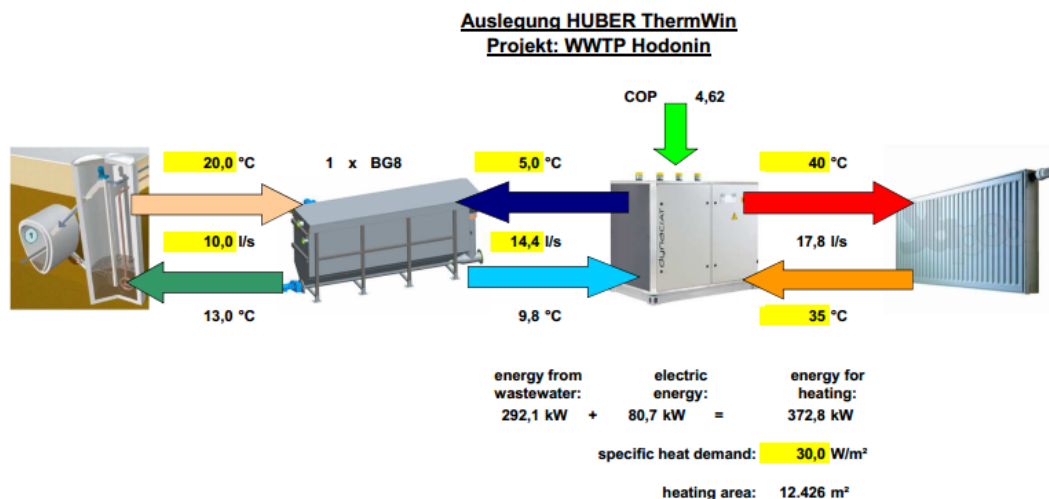 Auslegung HUBER ThermWin
Projekt: WWTP Hodonin
COP 4,62
20,0 °C 1 x BG8 5,0 °C 40 °C
10,0 l/s 14,4 l/s 17,8 l/s
13,0 °C 9,8 °C 35 °C
1
dynaciat
energy from electric energy for
wastewater: energy: heating:
292,1 kW + 80,7 kW = 372,8 kW
specific heat demand: 30,0 W/m²
heating area: 12.426 m²